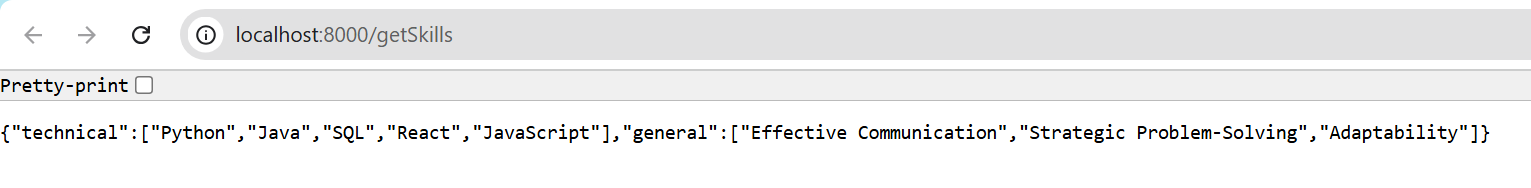 localhost:8000/getSkills
Pretty-print
{"technical":["Python","Java","SQL","React","JavaScript"],"general":["Effective Communication","Strategic Problem-Solving","Adaptability"]}